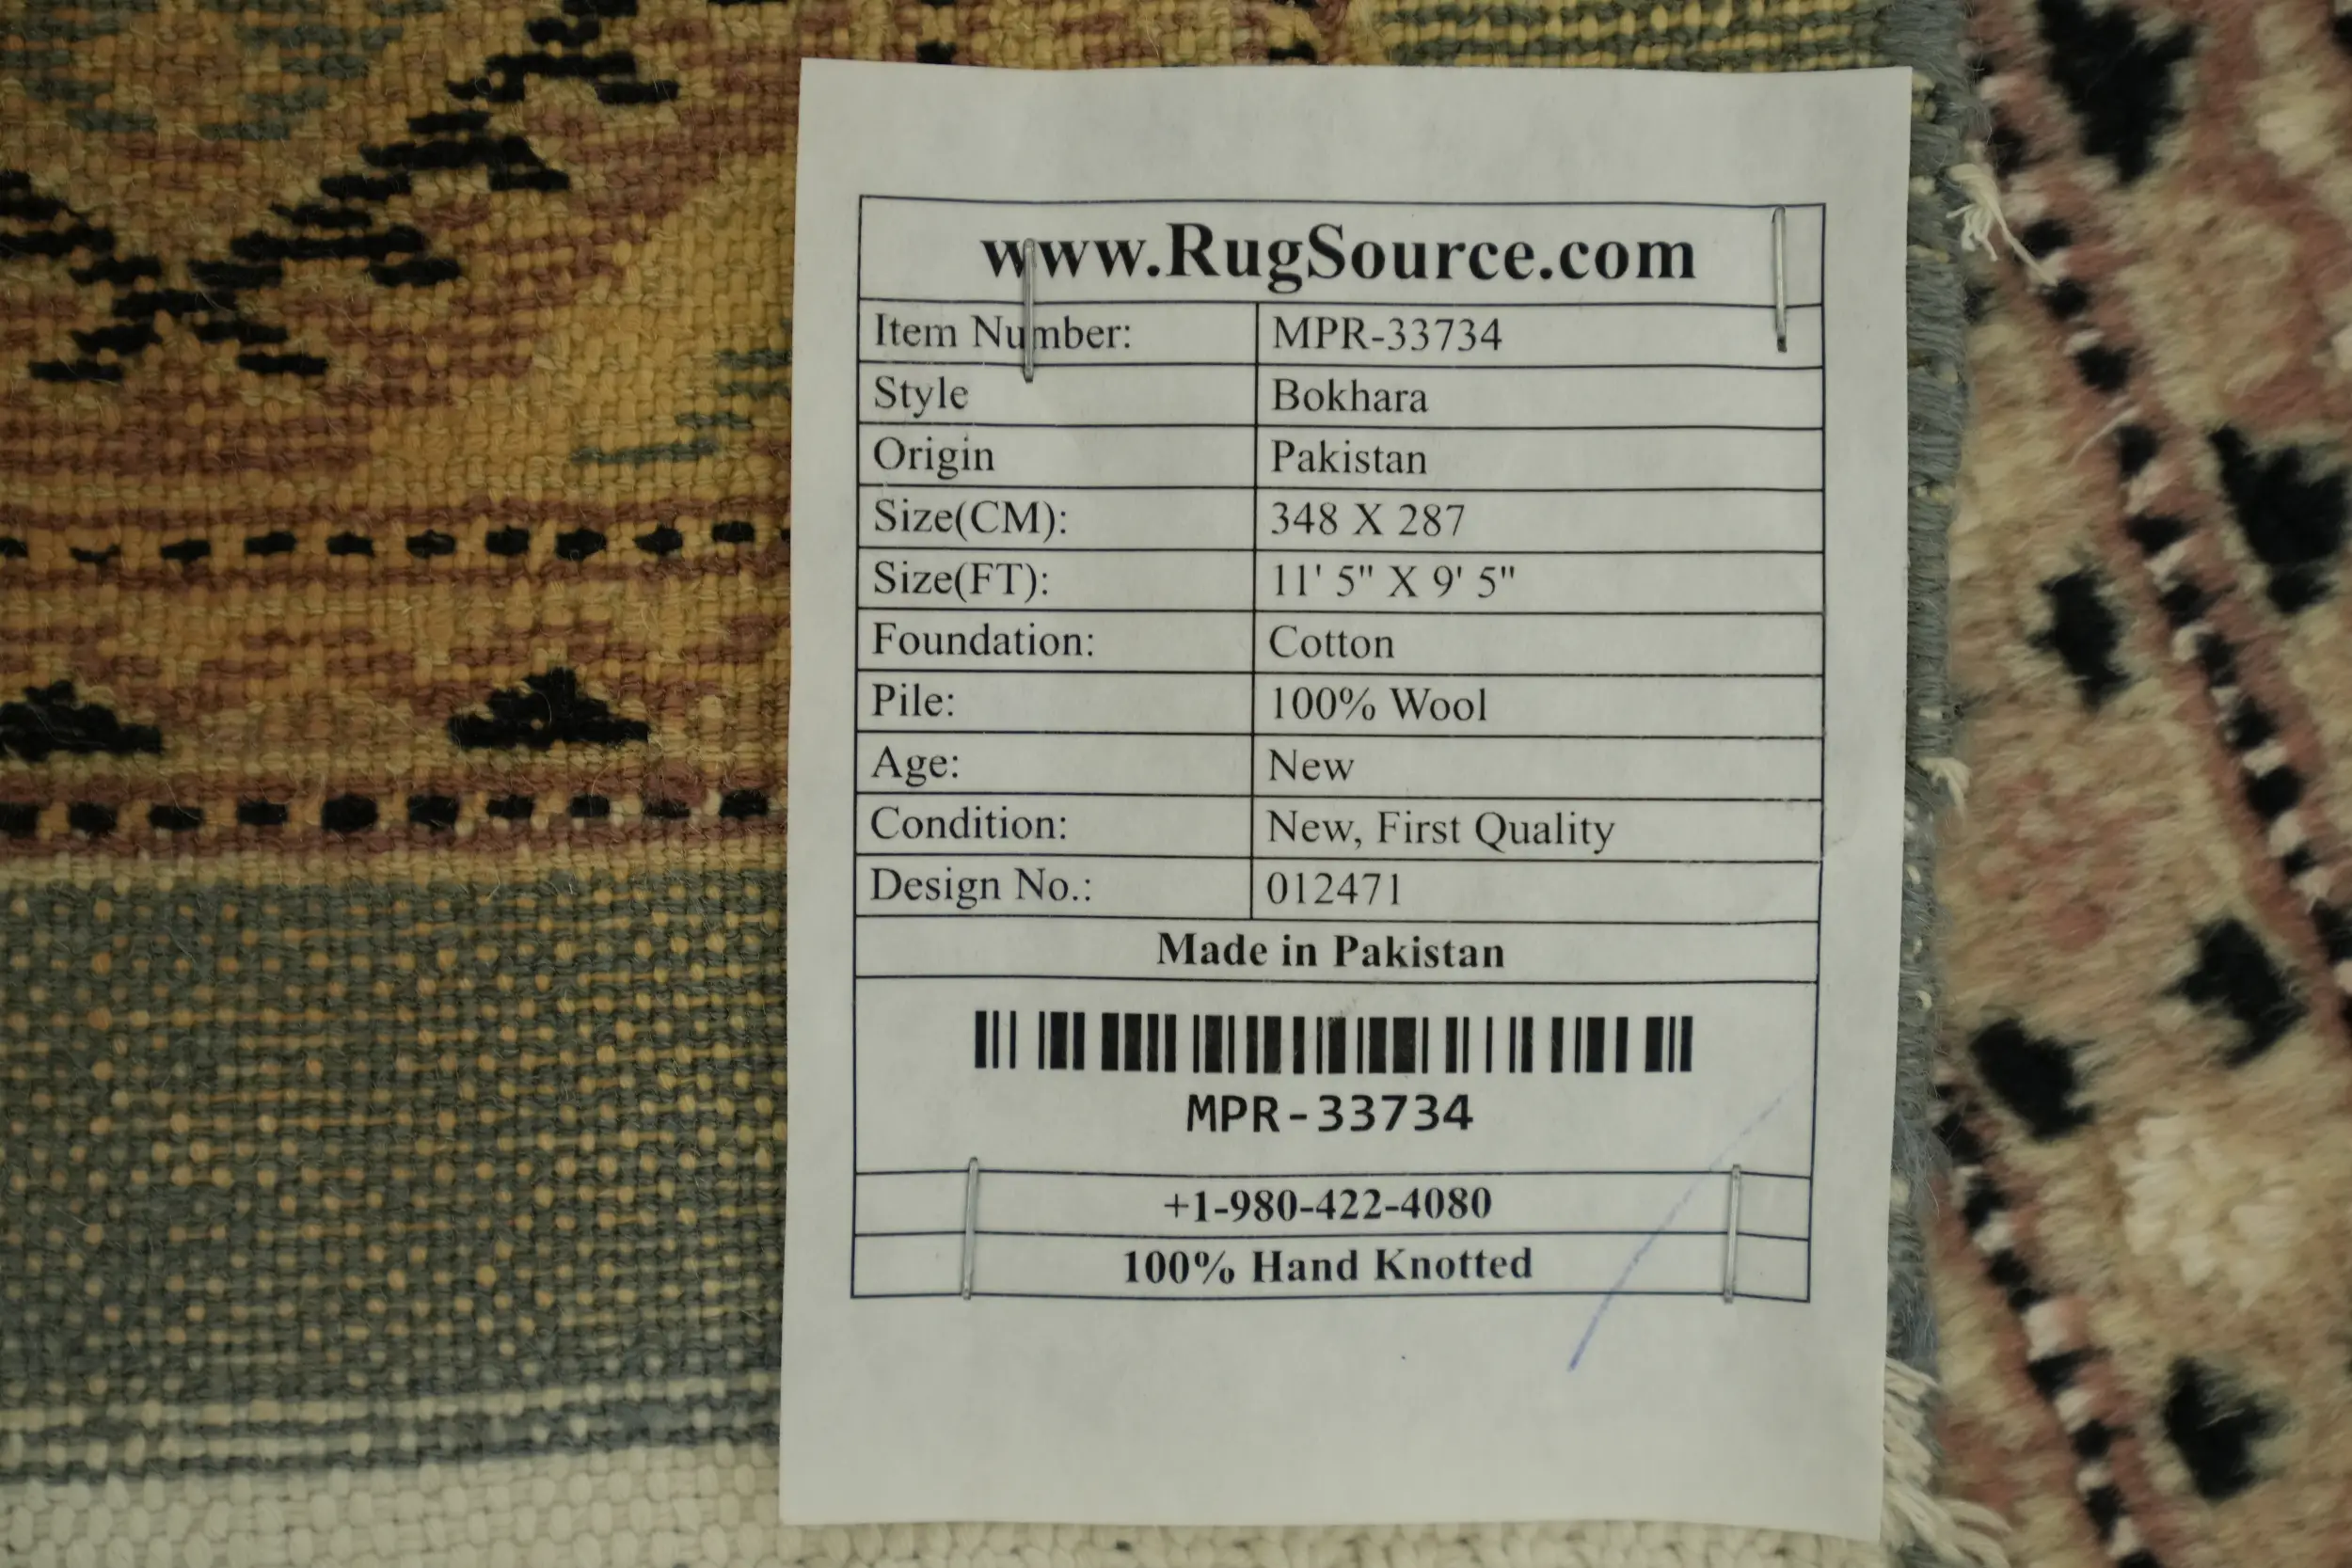 www.RugSource.com
Item Number: MPR-33734
Style Bokhara
Origin Pakistan
Size(CM): 348 X 287
Size(FT): 11' 5" X 9' 5"
Foundation: Cotton
Pile: 100% Wool
Age: New
Condition: New, First Quality
Design No.: 012471
Made in Pakistan
MPR-33734
+1-980-422-4080
100% Hand Knotted